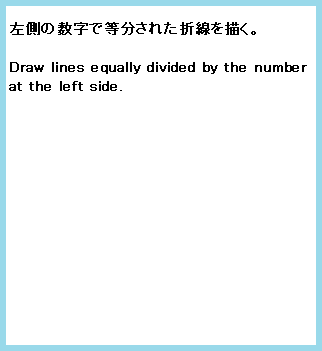 左側の数字で等分された折線を描く。
Draw lines equally divided by the number
at the left side.